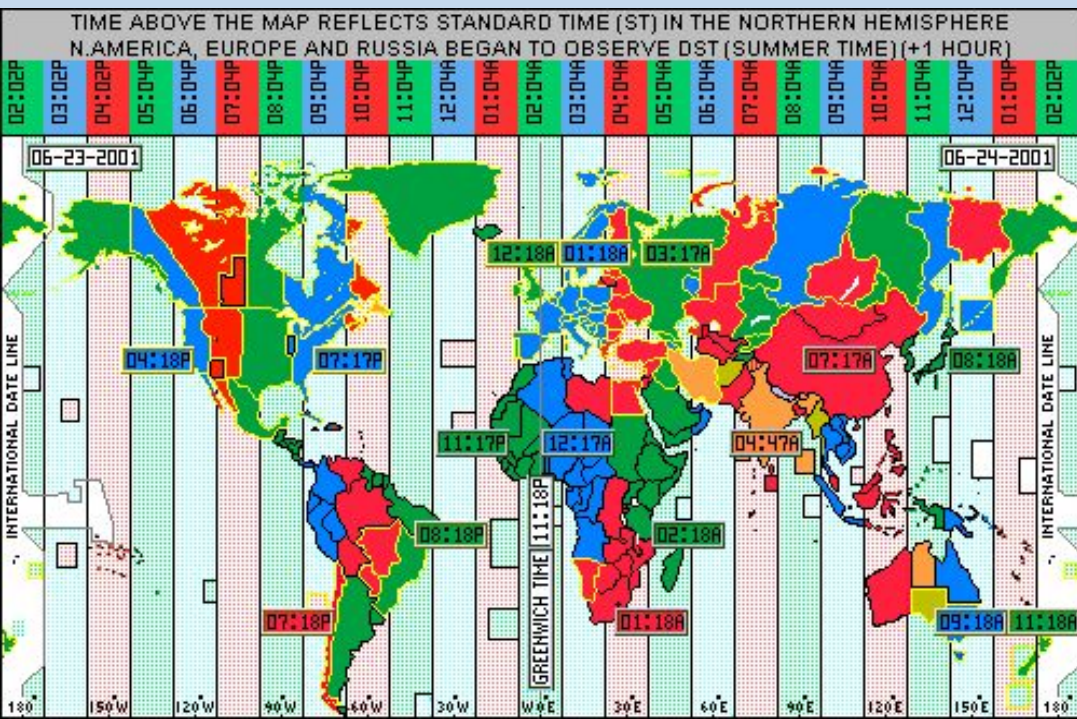 TIME ABOVE THE MAP REFLECTS STANDARD TIME (ST) IN THE NORTHERN HEMISPHERE
N.AMERICA, EUROPE AND RUSSIA BEGAN TO OBSERVE DST (SUMMER TIME) (+1 HOUR)
02:02P 03:02P 04:02P 05:04P 06:04P 07:04P 08:04P 09:04P 10:04P 11:04P 12:04A 01:04A 02:04A 03:04A 04:04A 05:04A 06:04A 07:04A 08:04A 09:04A 10:04A 11:04A 12:04P 01:04P 02:02P
06-23-2001 06-24-2001
12:18A 01:18A 03:17A
04:18P 07:17P 07:17A 08:18A
11:17P 12:17A 04:47A
INTERNATIONAL DATE LINE
GREENWICH TIME 11:18P
INTERNATIONAL DATE LINE
08:18P 02:18A
07:18P 01:18A 09:18A 11:18A
180° 150°W 120°W 90°W 60°W 30°W W0°E 30°E 60°E 90°E 120°E 150°E 180°